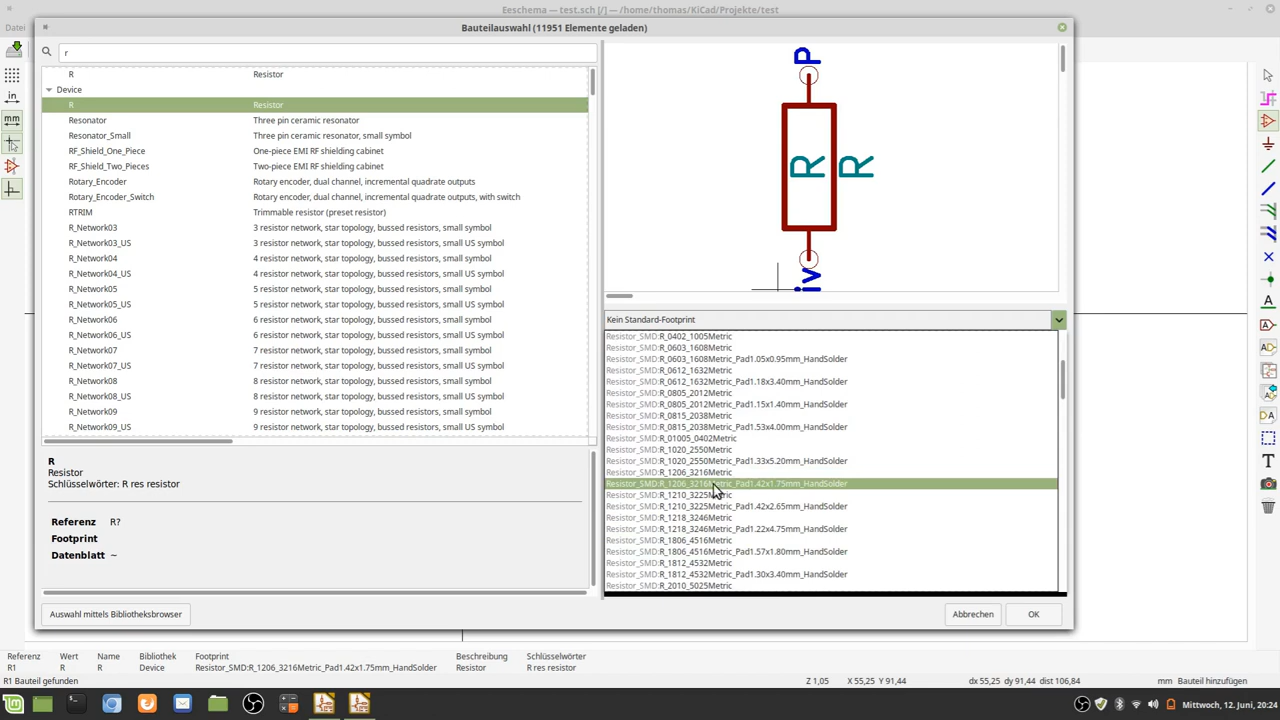 Eeschema — test.sch [/] — /home/thomas/KiCad/Projekte/test
Datei
Bauteilauswahl (11951 Elemente geladen)
r
R Resistor
Device
R Resistor
Resonator Three pin ceramic resonator
Resonator_Small Three pin ceramic resonator, small symbol
RF_Shield_One_Piece One-piece EMI RF shielding cabinet
RF_Shield_Two_Pieces Two-piece EMI RF shielding cabinet
Rotary_Encoder Rotary encoder, dual channel, incremental quadrate outputs
Rotary_Encoder_Switch Rotary encoder, dual channel, incremental quadrate outputs, with switch
RTRIM Trimmable resistor (preset resistor)
R_Network03 3 resistor network, star topology, bussed resistors, small symbol
R_Network03_US 3 resistor network, star topology, bussed resistors, small US symbol
R_Network04 4 resistor network, star topology, bussed resistors, small symbol
R_Network04_US 4 resistor network, star topology, bussed resistors, small US symbol
R_Network05 5 resistor network, star topology, bussed resistors, small symbol
R_Network05_US 5 resistor network, star topology, bussed resistors, small US symbol
R_Network06 6 resistor network, star topology, bussed resistors, small symbol
R_Network06_US 6 resistor network, star topology, bussed resistors, small US symbol
R_Network07 7 resistor network, star topology, bussed resistors, small symbol
R_Network07_US 7 resistor network, star topology, bussed resistors, small US symbol
R_Network08 8 resistor network, star topology, bussed resistors, small symbol
R_Network08_US 8 resistor network, star topology, bussed resistors, small US symbol
R_Network09 9 resistor network, star topology, bussed resistors, small symbol
R_Network09_US 9 resistor network, star topology, bussed resistors, small US symbol
R
Resistor
Schlüsselwörter: R res resistor
Referenz R?
Footprint
Datenblatt ~
Auswahl mittels Bibliotheksbrowser
P
R R
iv
Kein Standard-Footprint
Resistor_SMD:R_0402_1005Metric
Resistor_SMD:R_0603_1608Metric
Resistor_SMD:R_0603_1608Metric_Pad1.05x0.95mm_HandSolder
Resistor_SMD:R_0612_1632Metric
Resistor_SMD:R_0612_1632Metric_Pad1.18x3.40mm_HandSolder
Resistor_SMD:R_0805_2012Metric
Resistor_SMD:R_0805_2012Metric_Pad1.15x1.40mm_HandSolder
Resistor_SMD:R_0815_2038Metric
Resistor_SMD:R_0815_2038Metric_Pad1.53x4.00mm_HandSolder
Resistor_SMD:R_01005_0402Metric
Resistor_SMD:R_1020_2550Metric
Resistor_SMD:R_1020_2550Metric_Pad1.33x5.20mm_HandSolder
Resistor_SMD:R_1206_3216Metric
Resistor_SMD:R_1206_3216Metric_Pad1.42x1.75mm_HandSolder
Resistor_SMD:R_1210_3225Metric
Resistor_SMD:R_1210_3225Metric_Pad1.42x2.65mm_HandSolder
Resistor_SMD:R_1218_3246Metric
Resistor_SMD:R_1218_3246Metric_Pad1.22x4.75mm_HandSolder
Resistor_SMD:R_1806_4516Metric
Resistor_SMD:R_1806_4516Metric_Pad1.57x1.80mm_HandSolder
Resistor_SMD:R_1812_4532Metric
Resistor_SMD:R_1812_4532Metric_Pad1.30x3.40mm_HandSolder
Resistor_SMD:R_2010_5025Metric
Abbrechen OK
in
mm
Referenz Wert Name Bibliothek Footprint Beschreibung Schlüsselwörter
R1 R R Device Resistor_SMD:R_1206_3216Metric_Pad1.42x1.75mm_HandSolder Resistor R res resistor
R1 Bauteil gefunden Z 1,05 X 55,25 Y 91,44 dx 55,25 dy 91,44 dist 106,84 mm Bauteil hinzufügen
Mittwoch, 12. Juni, 20:24